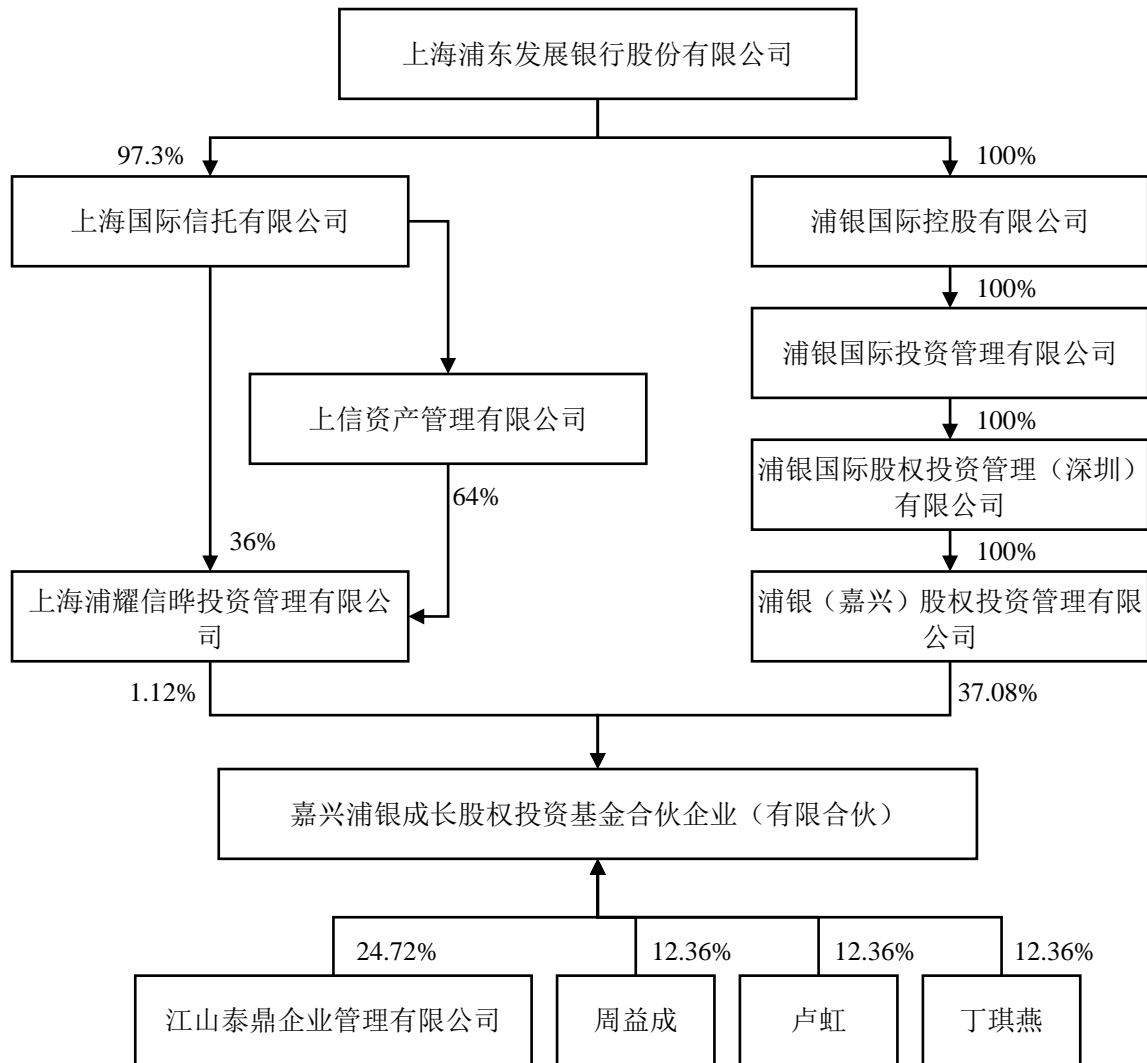 上海浦东发展银行股份有限公司
97.3%
100%
上海国际信托有限公司
浦银国际控股有限公司
100%
浦银国际投资管理有限公司
上信资产管理有限公司
100%
浦银国际股权投资管理（深圳）
有限公司
64%
36%
100%
上海浦耀信晔投资管理有限公
司
浦银（嘉兴）股权投资管理有限
公司
1.12%
37.08%
嘉兴浦银成长股权投资基金合伙企业（有限合伙）
24.72%
12.36%
12.36%
12.36%
江山泰鼎企业管理有限公司
周益成
卢虹
丁琪燕